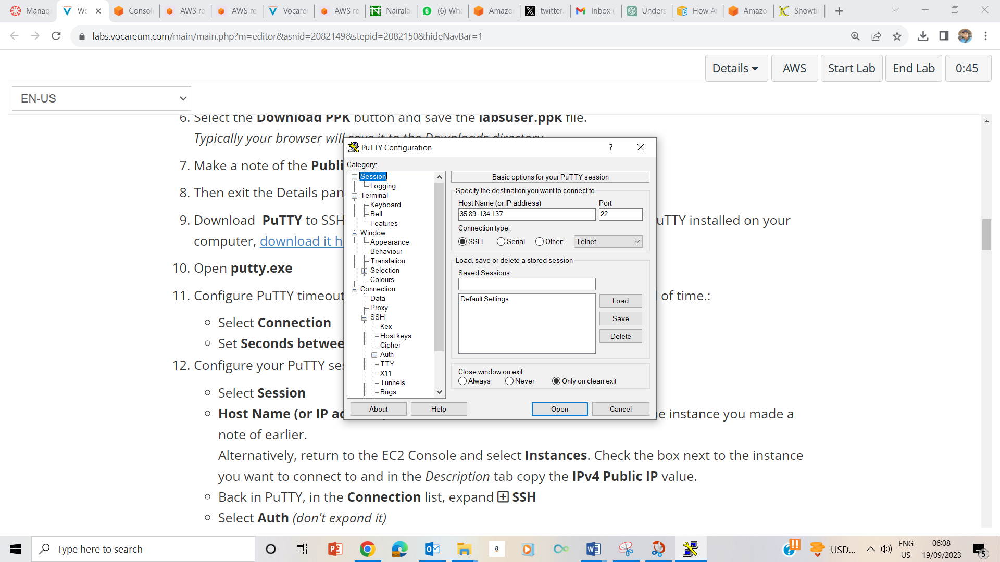 Manag
Wo
Consol
AWS re
AWS re
Vocareu
AWS re
Nairala
(6) Wha
Amazo
twitter.
Inbox (
Unders
How A
Amazo
Showti
labs.vocareum.com/main/main.php?m=editor&asnid=2082149&stepid=2082150&hideNavBar=1
Details
AWS
Start Lab
End Lab
0:45
EN-US
6. Select the Download PPK button and save the labsuser.ppk file.
Typically your browser will save it to the Downloads directory.
7. Make a note of the Publi
8. Then exit the Details pan
9. Download PuTTY to SSH
uTTY installed on your
computer, download it h
10. Open putty.exe
11. Configure PuTTY timeout
of time.:
Select Connection
Set Seconds betwee
12. Configure your PuTTY ses
Select Session
Host Name (or IP ad
e instance you made a
note of earlier.
Alternatively, return to the EC2 Console and select Instances. Check the box next to the instance
you want to connect to and in the Description tab copy the IPv4 Public IP value.
Back in PuTTY, in the Connection list, expand SSH
Select Auth (don't expand it)
PuTTY Configuration
?
Category:
Session
Logging
Terminal
Keyboard
Bell
Features
Window
Appearance
Behaviour
Translation
Selection
Colours
Connection
Data
Proxy
SSH
Kex
Host keys
Cipher
Auth
TTY
X11
Tunnels
Bugs
Basic options for your PuTTY session
Specify the destination you want to connect to
Host Name (or IP address)
Port
35.89..134.137
22
Connection type:
SSH
Serial
Other:
Telnet
Load, save or delete a stored session
Saved Sessions
Default Settings
Load
Save
Delete
Close window on exit:
Always
Never
Only on clean exit
About
Help
Open
Cancel
Type here to search
a
USD...
ENG
US
06:08
19/09/2023
5